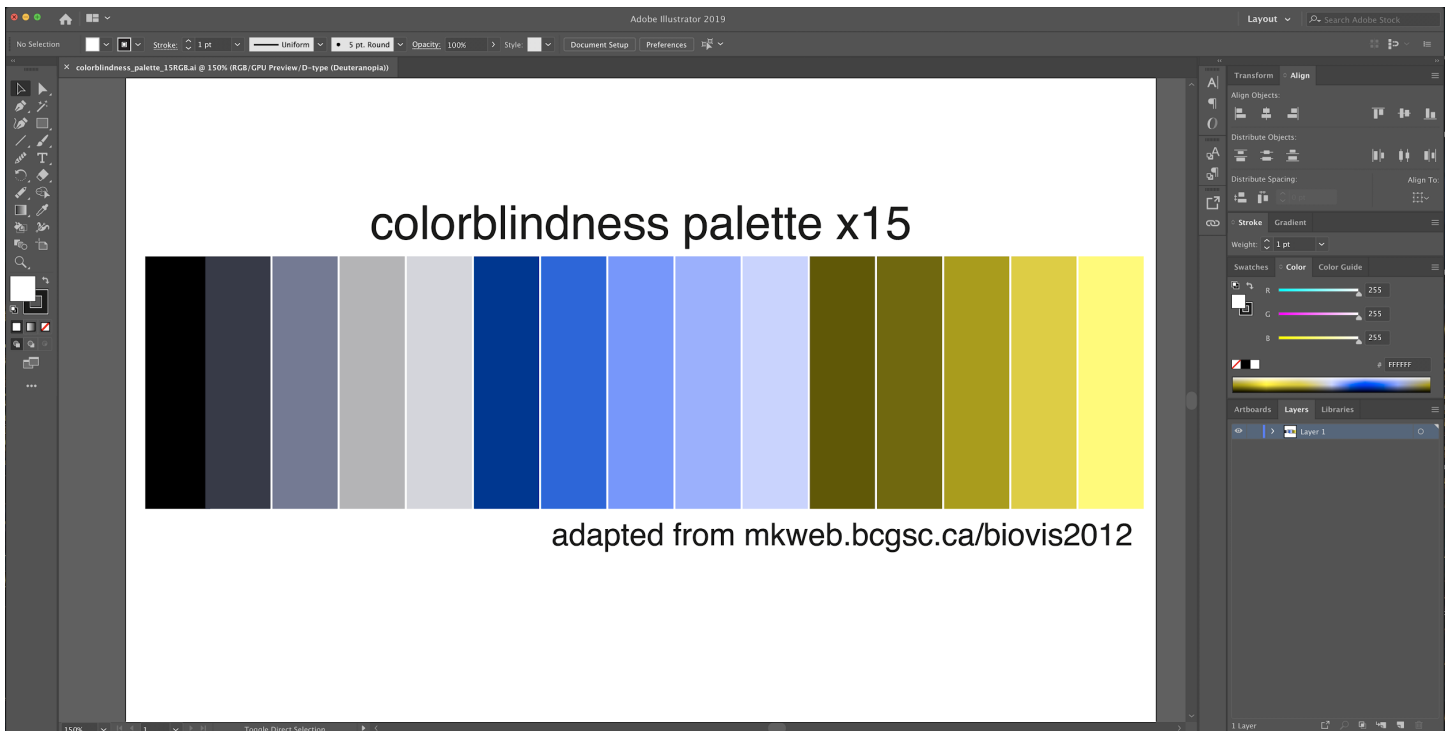 Adobe Illustrator 2019
Layout
Search Adobe Stock
No Selection
Stroke:
1 pt
Uniform
5 pt. Round
Opacity:
100%
Style:
Document Setup
Preferences
colorblindness_palette_15RGB.ai @ 150% (RGB/GPU Preview/D-type (Deuteranopia))
colorblindness palette x15
adapted from mkweb.bcgsc.ca/biovis2012
Transform
Align
Align Objects:
Distribute Objects:
Distribute Spacing:
Align To:
Stroke
Gradient
Weight:
1 pt
Swatches
Color
Color Guide
R 255
G 255
B 255
# FFFFFF
Artboards
Layers
Libraries
Layer 1
1 Layer
150%
1
Toggle Direct Selection